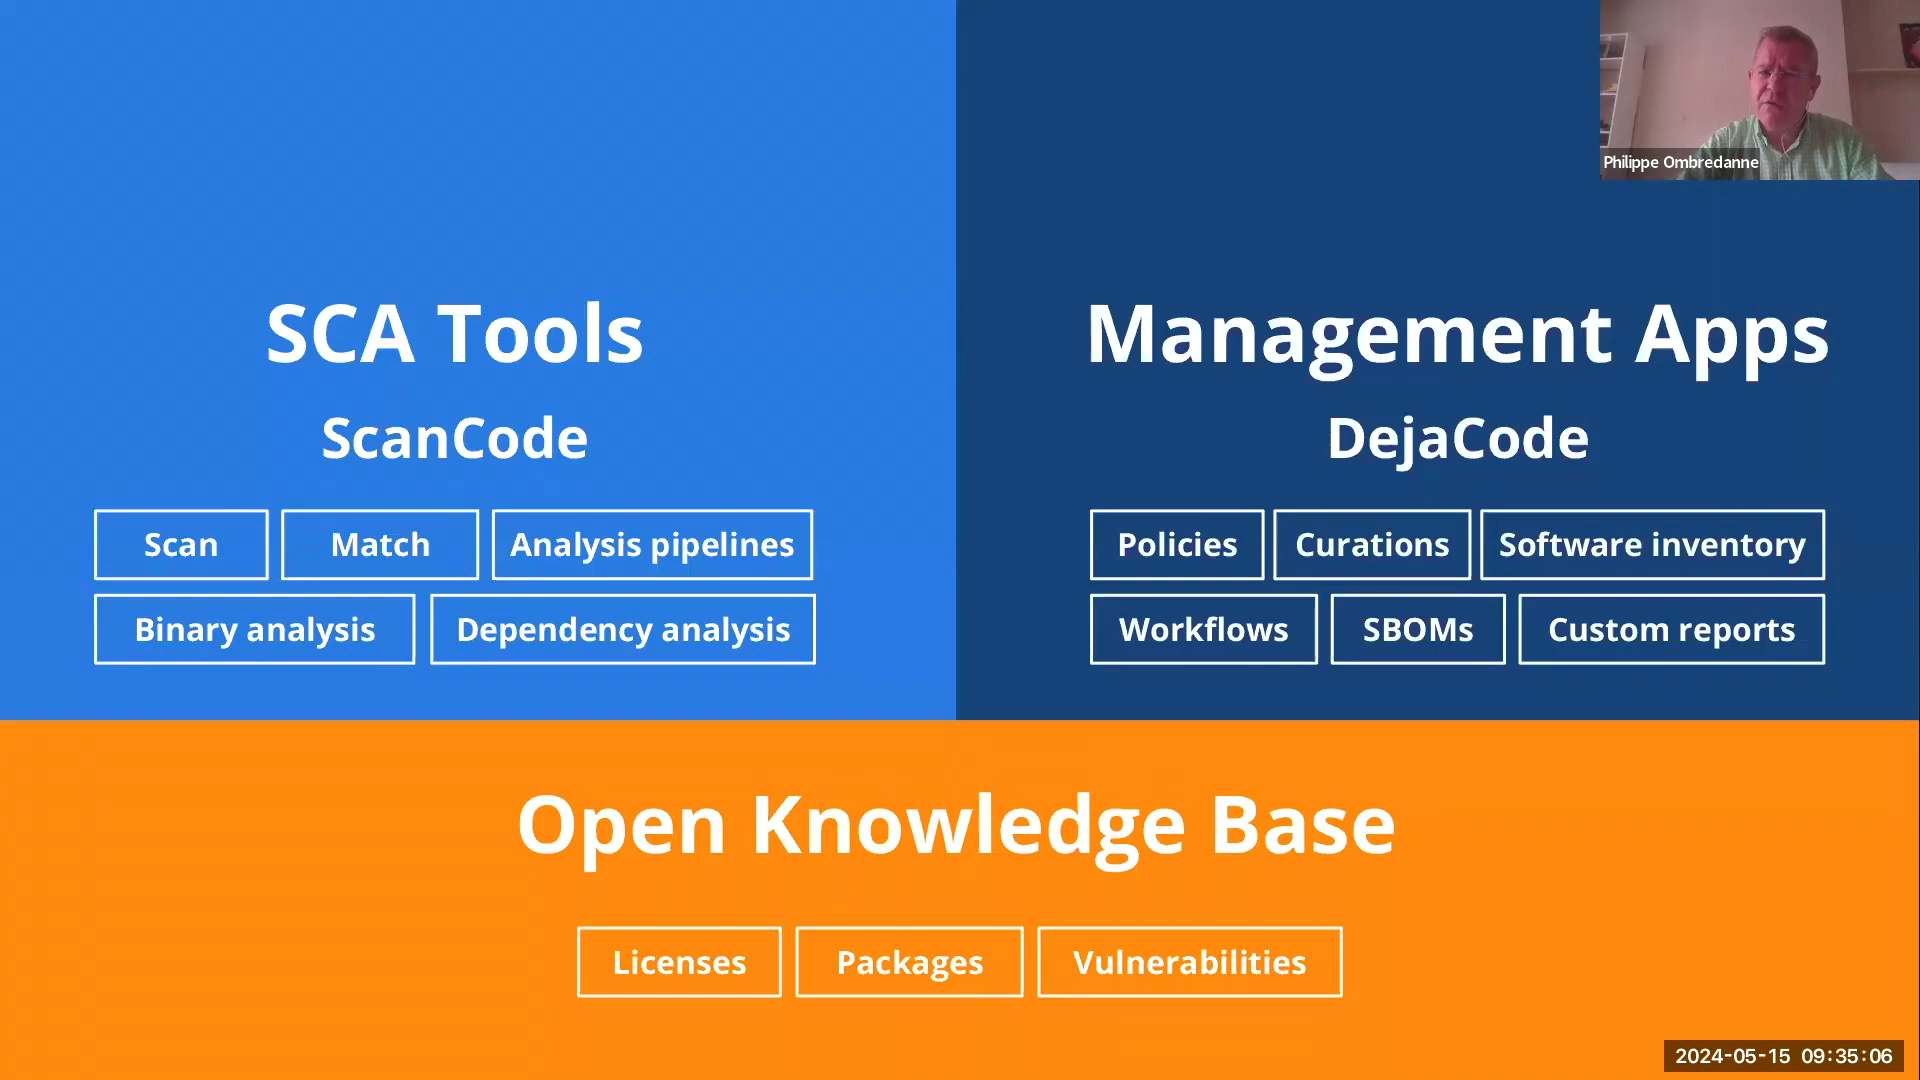 SCA Tools
ScanCode
Scan
Match
Analysis pipelines
Binary analysis
Dependency analysis
Management Apps
DejaCode
Policies
Curations
Software inventory
Workflows
SBOMs
Custom reports
Open Knowledge Base
Licenses
Packages
Vulnerabilities
Philippe Ombredanne
2024-05-15 09:35:06